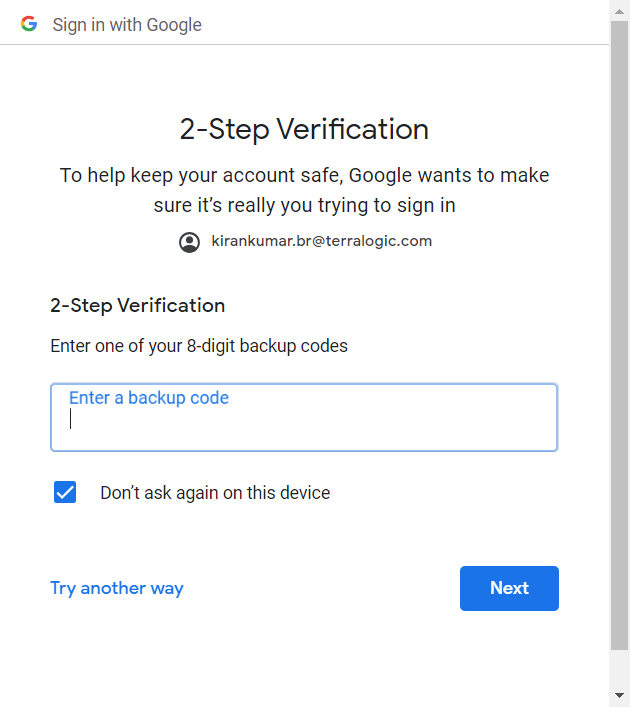 Sign in with Google
2-Step Verification
To help keep your account safe, Google wants to make
sure it’s really you trying to sign in
kirankumar.br@terralogic.com
2-Step Verification
Enter one of your 8-digit backup codes
Enter a backup code
Don’t ask again on this device
Try another way
Next